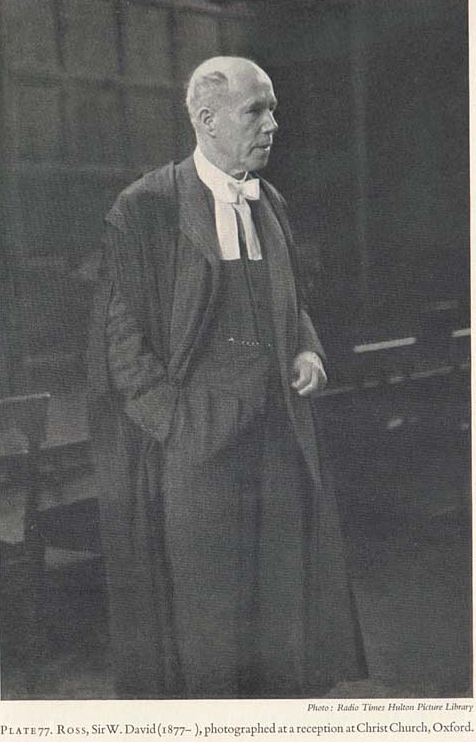 Photo: Radio Times Hulton Picture Library
PLATE 77. ROSS, Sir W. David (1877– ), photographed at a reception at Christ Church, Oxford.